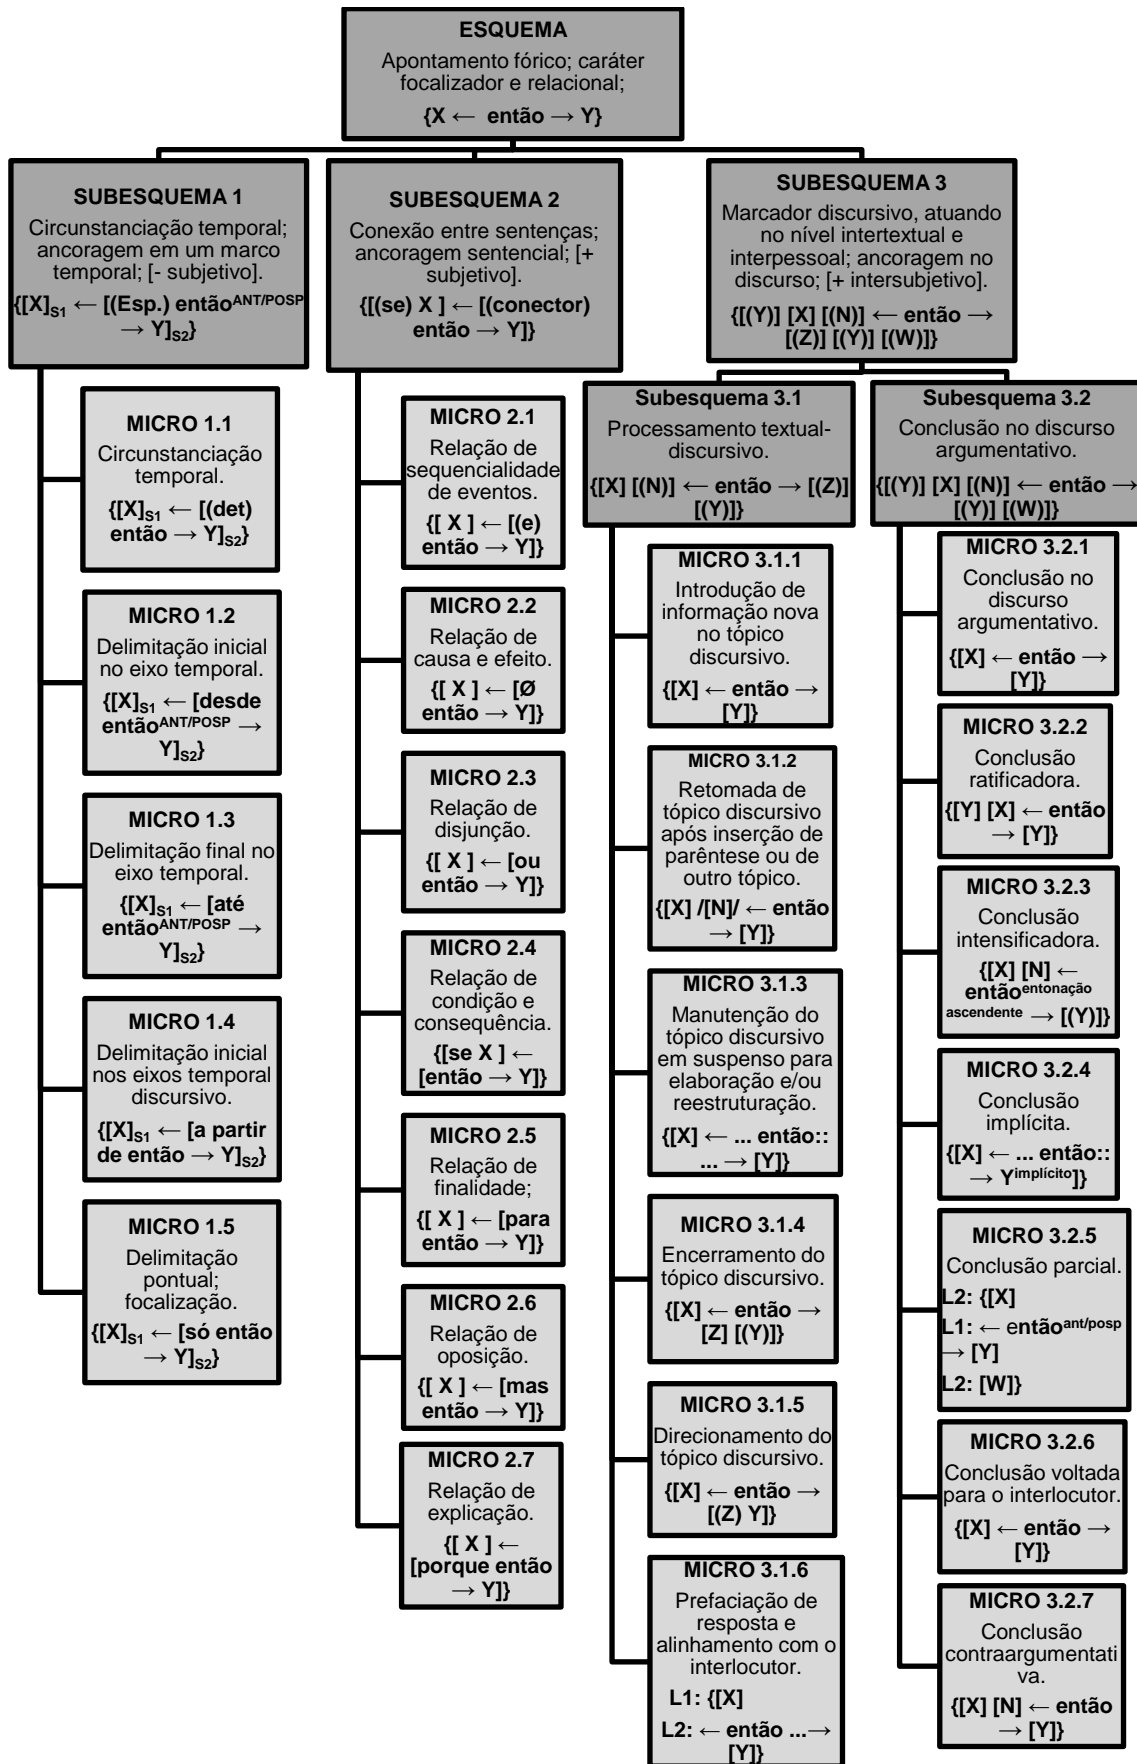 ESQUEMA
Apontamento fórico; caráter
focalizador e relacional;
{X ← então → Y}
SUBESQUEMA 1
Circunstanciação temporal;
ancoragem em um marco
temporal; [- subjetivo].
{[X]S1 ← [(Esp.) então ANT/POSP
→ Y]S2}
MICRO 1.1
Circunstanciação
temporal.
{[X]S1 ← [(det)
então → Y]S2}
MICRO 1.2
Delimitação inicial
no eixo temporal.
{[X]S1 ← [desde
então ANT/POSP →
Y]S2}
MICRO 1.3
Delimitação final no
eixo temporal.
{[X]S1 ← [até
então ANT/POSP →
Y]S2}
MICRO 1.4
Delimitação inicial
nos eixos temporal
discursivo.
{[X]S1 ← [a partir
de então → Y]S2}
MICRO 1.5
Delimitação
pontual;
focalização.
{[X]S1 ← [só então
→ Y]S2}
SUBESQUEMA 2
Conexão entre sentenças;
ancoragem sentencial; [+
subjetivo].
{[(se) X ] ← [(conector)
então → Y]}
MICRO 2.1
Relação de
sequencialidade
de eventos.
{[ X ] ← [(e)
então → Y]}
MICRO 2.2
Relação de
causa e efeito.
{[ X ] ← [Ø
então → Y]}
MICRO 2.3
Relação de
disjunção.
{[ X ] ← [ou
então → Y]}
MICRO 2.4
Relação de
condição e
consequência.
{[se X ] ←
[então → Y]}
MICRO 2.5
Relação de
finalidade;
{[ X ] ← [para
então → Y]}
MICRO 2.6
Relação de
oposição.
{[ X ] ← [mas
então → Y]}
MICRO 2.7
Relação de
explicação.
{[ X ] ←
[porque então
→ Y]}
SUBESQUEMA 3
Marcador discursivo, atuando
no nível intertextual e
interpessoal; ancoragem no
discurso; [+ intersubjetivo].
{[(Y)] [X] [(N)] ← então →
[(Z)] [(Y)] [(W)]}
Subesquema 3.1
Processamento textual-
discursivo.
{[X] [(N)] ← então → [(Z)]
[(Y)]}
MICRO 3.1.1
Introdução de
informação nova
no tópico
discursivo.
{[X] ← então →
[Y]}
MICRO 3.1.2
Retomada de
tópico discursivo
após inserção de
parêntese ou de
outro tópico.
{[X] /[N]/ ← então
→ [Y]}
MICRO 3.1.3
Manutenção do
tópico discursivo
em suspenso para
elaboração e/ou
reestruturação.
{[X] ← ... então::
... → [Y]}
MICRO 3.1.4
Encerramento do
tópico discursivo.
{[X] ← então →
[Z] [(Y)]}
MICRO 3.1.5
Direcionamento do
tópico discursivo.
{[X] ← então →
[(Z) Y]}
MICRO 3.1.6
Prefaciação de
resposta e
alinhamento com o
interlocutor.
L1: {[X]
L2: ← então ...→
[Y]}
Subesquema 3.2
Conclusão no discurso
argumentativo.
{[(Y)] [X] [(N)] ← então →
[(Y)] [(W)]}
MICRO 3.2.1
Conclusão no
discurso
argumentativo.
{[X] ← então →
[Y]}
MICRO 3.2.2
Conclusão
ratificadora.
{[Y] [X] ← então
→ [Y]}
MICRO 3.2.3
Conclusão
intensificadora.
{[X] [N] ←
então entonação
ascendente → [(Y)]}
MICRO 3.2.4
Conclusão
implícita.
{[X] ← ... então::
→ Y implícito]}
MICRO 3.2.5
Conclusão parcial.
L2: {[X]
L1: ← então ant/posp
→ [Y]
L2: [W]}
MICRO 3.2.6
Conclusão voltada
para o interlocutor.
{[X] ← então →
[Y]}
MICRO 3.2.7
Conclusão
contraargumentati
va.
{[X] [N] ← então
→ [Y]}